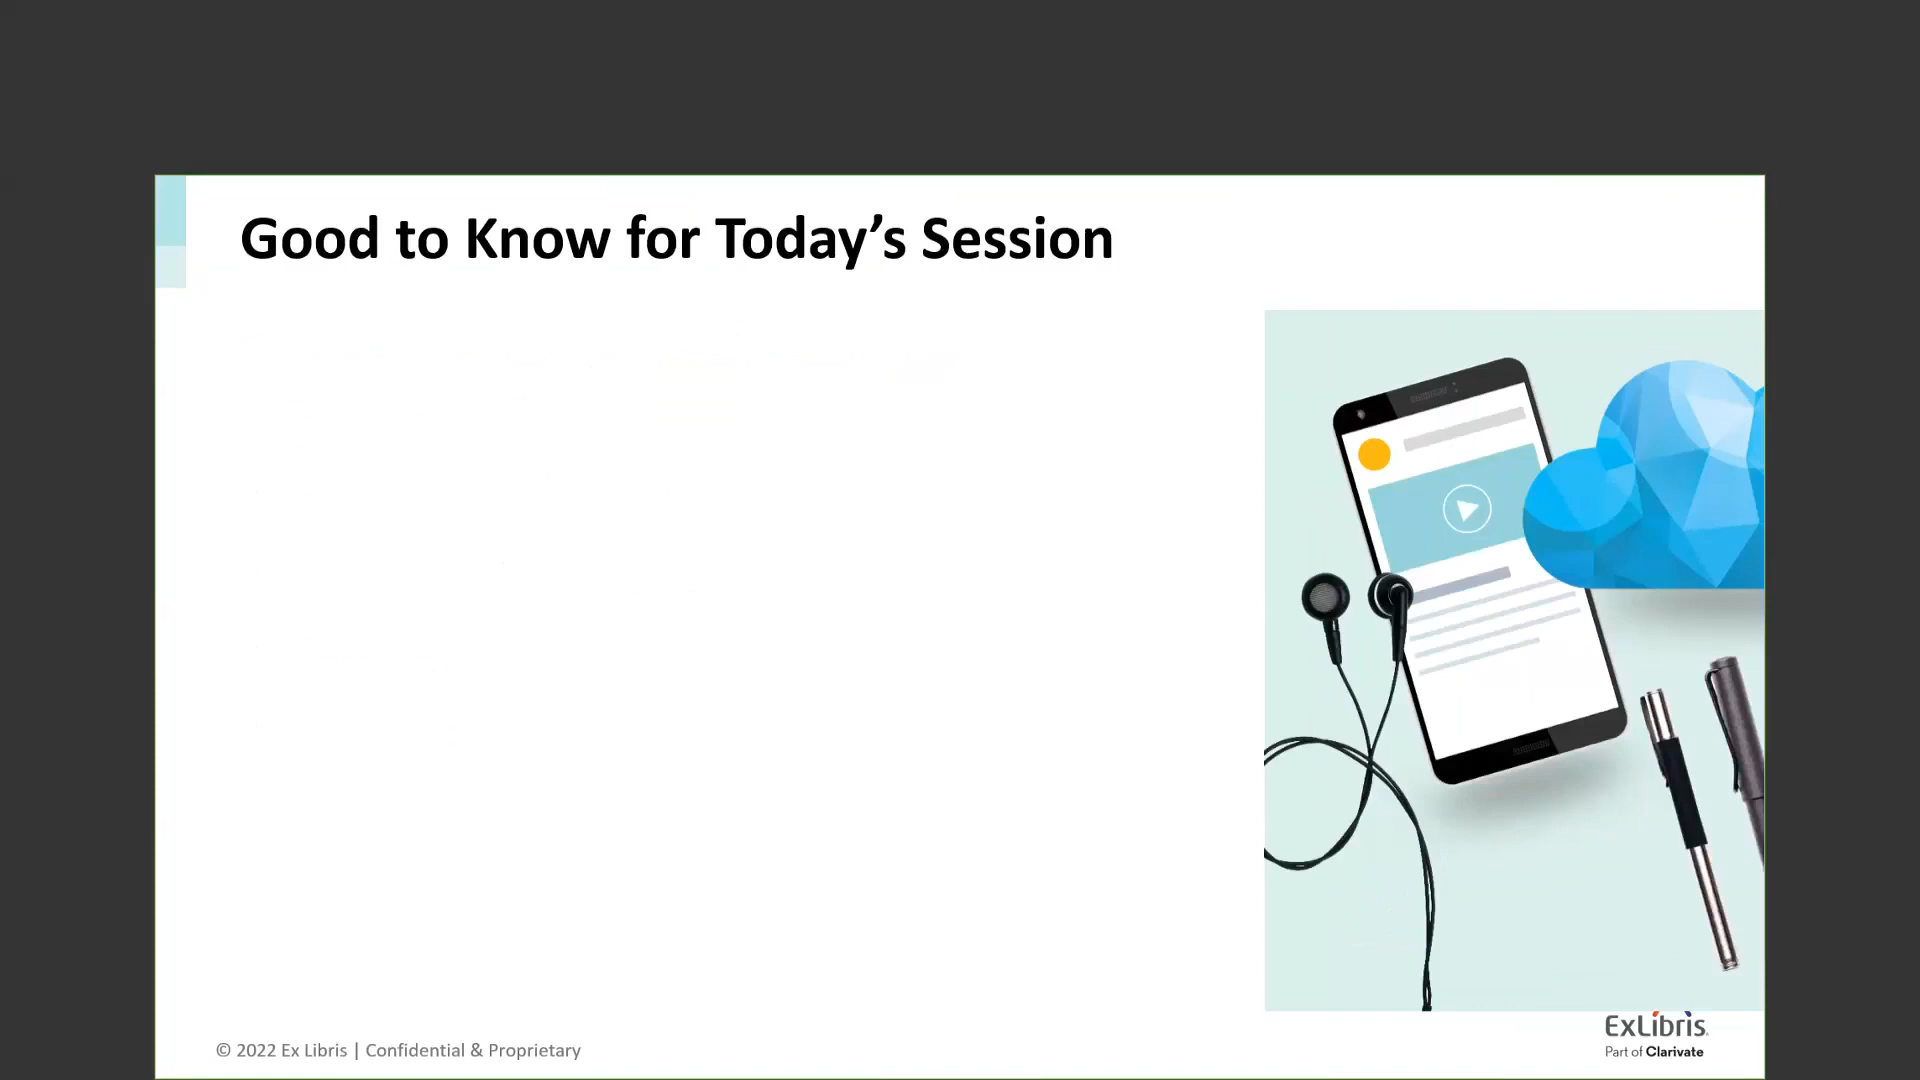 Good to Know for Today’s Session
© 2022 Ex Libris | Confidential & Proprietary
ExLibris
Part of Clarivate